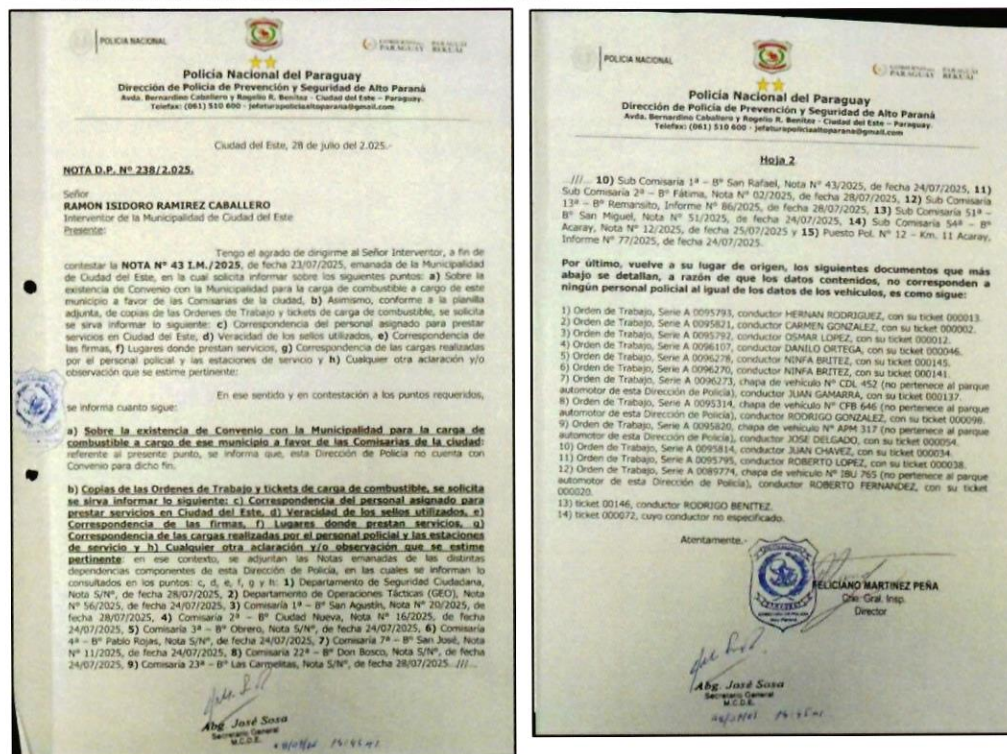 POLICIA NACIONAL
GOBIERNO DEL PARAGUAY
PARAGUÁI REKUÁI
Policía Nacional del Paraguay
Dirección de Policía de Prevención y Seguridad de Alto Paraná
Avda. Bernardino Caballero y Rogelio R. Benítez - Ciudad del Este – Paraguay.
Telefax: (061) 510 600 - jefaturapoliciaaltoparana@gmail.com
Ciudad del Este, 28 de julio del 2.025.-
NOTA D.P. Nº 238/2.025.
Señor
RAMON ISIDORO RAMIREZ CABALLERO
Interventor de la Municipalidad de Ciudad del Este
Presente:
Tengo el agrado de dirigirme al Señor Interventor, a fin de
contestar la NOTA Nº 43 I.M./2025, de fecha 23/07/2025, emanada de la Municipalidad
de Ciudad del Este, en la cual solicita informar sobre los siguientes puntos: a) Sobre la
existencia de Convenio con la Municipalidad para la carga de combustible a cargo de este
municipio a favor de las Comisarias de la ciudad, b) Asimismo, conforme a la planilla
adjunta, de copias de las Ordenes de Trabajo y tickets de carga de combustible, se solicita
se sirva informar lo siguiente: c) Correspondencia del personal asignado para prestar
servicios en Ciudad del Este, d) Veracidad de los sellos utilizados, e) Correspondencia de
las firmas, f) Lugares donde prestan servicios, g) Correspondencia de las cargas realizadas
por el personal policial y las estaciones de servicio y h) Cualquier otra aclaración y/o
observación que se estime pertinente:
En ese sentido y en contestación a los puntos requeridos,
se informa cuanto sigue:
a) Sobre la existencia de Convenio con la Municipalidad para la carga de
combustible a cargo de ese municipio a favor de las Comisarias de la ciudad:
referente al presente punto, se informa que, esta Dirección de Policía no cuenta con
Convenio para dicho fin.
b) Copias de las Ordenes de Trabajo y tickets de carga de combustible, se solicita
se sirva informar lo siguiente: c) Correspondencia del personal asignado para
prestar servicios en Ciudad del Este, d) Veracidad de los sellos utilizados, e)
Correspondencia de las firmas, f) Lugares donde prestan servicios, g)
Correspondencia de las cargas realizadas por el personal policial y las estaciones
de servicio y h) Cualquier otra aclaración y/o observación que se estime
pertinente: en ese contexto, se adjuntan las Notas emanadas de las distintas
dependencias componentes de esta Dirección de Policía, en las cuales se informan lo
consultados en los puntos: c, d, e, f, g y h: 1) Departamento de Seguridad Ciudadana,
Nota S/Nº, de fecha 28/07/2025, 2) Departamento de Operaciones Tácticas (GEO), Nota
Nº 56/2025, de fecha 24/07/2025, 3) Comisaría 1ª – Bº San Agustín, Nota Nº 20/2025, de
fecha 28/07/2025, 4) Comisaria 2ª – Bº Ciudad Nueva, Nota Nº 16/2025, de fecha
24/07/2025, 5) Comisaría 3ª – Bº Obrero, Nota S/Nº, de fecha 24/07/2025, 6) Comisaría
4ª – Bº Pablo Rojas, Nota S/Nº, de fecha 24/07/2025, 7) Comisaría 7ª – Bº San José, Nota
Nº 11/2025, de fecha 24/07/2025, 8) Comisaría 22ª – Bº Don Bosco, Nota S/Nº, de fecha
24/07/2025, 9) Comisaria 23ª – Bº Las Carmelitas, Nota S/Nº, de fecha 28/07/2025. .///...
Abg. José Sosa
Secretario General
M.C.D.E.
POLICIA NACIONAL
GOBIERNO DEL PARAGUAY
PARAGUÁI REKUÁI
Policía Nacional del Paraguay
Dirección de Policía de Prevención y Seguridad de Alto Paraná
Avda. Bernardino Caballero y Rogelio R. Benítez - Ciudad del Este – Paraguay.
Telefax: (061) 510 600 - jefaturapoliciaaltoparana@gmail.com
Hoja 2
...///... 10) Sub Comisaría 1ª – Bº San Rafael, Nota Nº 43/2025, de fecha 24/07/2025, 11)
Sub Comisaria 2ª – Bº Fátima, Nota Nº 02/2025, de fecha 28/07/2025, 12) Sub Comisaria
13ª – Bº Remansito, Informe Nº 86/2025, de fecha 28/07/2025, 13) Sub Comisaría 51ª –
Bº San Miguel, Nota Nº 51/2025, de fecha 24/07/2025, 14) Sub Comisaria 54ª – Bº
Acaray, Nota Nº 12/2025, de fecha 25/07/2025 y 15) Puesto Pol. Nº 12 – Km. 11 Acaray,
Informe Nº 77/2025, de fecha 24/07/2025.
Por último, vuelve a su lugar de origen, los siguientes documentos que más
abajo se detallan, a razón de que los datos contenidos, no corresponden a
ningún personal policial al igual de los datos de los vehículos, es como sigue:
1) Orden de Trabajo, Serie A 0095793, conductor HERNAN RODRIGUEZ, con su ticket 000013.
2) Orden de Trabajo, Serie A 0095821, conductor CARMEN GONZALEZ, con su ticket 000002.
3) Orden de Trabajo, Serie A 0095792, conductor OSMAR LOPEZ, con su ticket 000012.
4) Orden de Trabajo, Serie A 0096107, conductor DANILO ORTEGA, con su ticket 000046.
5) Orden de Trabajo, Serie A 0096278, conductor NINFA BRITEZ, con su ticket 000145.
6) Orden de Trabajo, Serie A 0096270, conductor NINFA BRITEZ, con su ticket 000141.
7) Orden de Trabajo, Serie A 0096273, chapa de vehículo Nº CDL 452 (no pertenece al parque
automotor de esta Dirección de Policía), conductor JUAN GAMARRA, con su ticket 000137.
8) Orden de Trabajo, Serie A 0095314, chapa de vehículo Nº CFB 646 (no pertenece al parque
automotor de esta Dirección de Policía), conductor RODRIGO GONZALEZ, con su ticket 000098.
9) Orden de Trabajo, Serie A 0095820, chapa de vehículo Nº APM 317 (no pertenece al parque
automotor de esta Dirección de Policía), conductor JOSE DELGADO, con su ticket 000054.
10) Orden de Trabajo, Serie A 0095814, conductor JUAN CHAVEZ, con su ticket 000034.
11) Orden de Trabajo, Serie A 0095795, conductor ROBERTO LOPEZ, con su ticket 000038.
12) Orden de Trabajo, Serie A 0089774, chapa de vehículo Nº IBU 765 (no pertenece al parque
automotor de esta Dirección de Policía), conductor ROBERTO FERNANDEZ, con su ticket
000020.
13) ticket 00146, conductor RODRIGO BENITEZ.
14) ticket 000072, cuyo conductor no especificado.
Atentamente.-
FELICIANO MARTINEZ PEÑA
Crio. Gral. Insp.
Director
Abg. José Sosa
Secretario General
M.C.D.E.